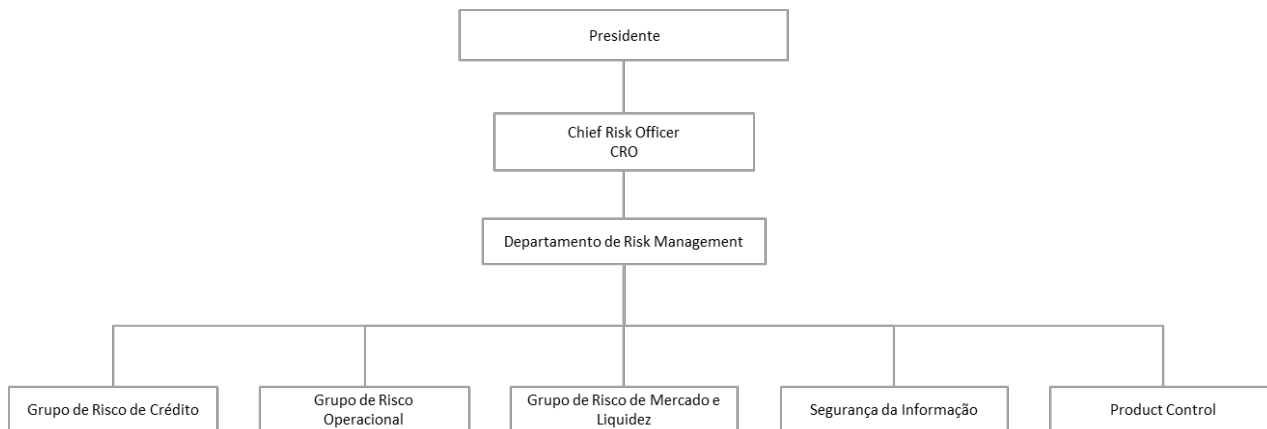 Presidente
Chief Risk Officer
CRO
Departamento de Risk Management
Grupo de Risco de Crédito
Grupo de Risco
Operacional
Grupo de Risco de Mercado e
Liquidez
Segurança da Informação
Product Control